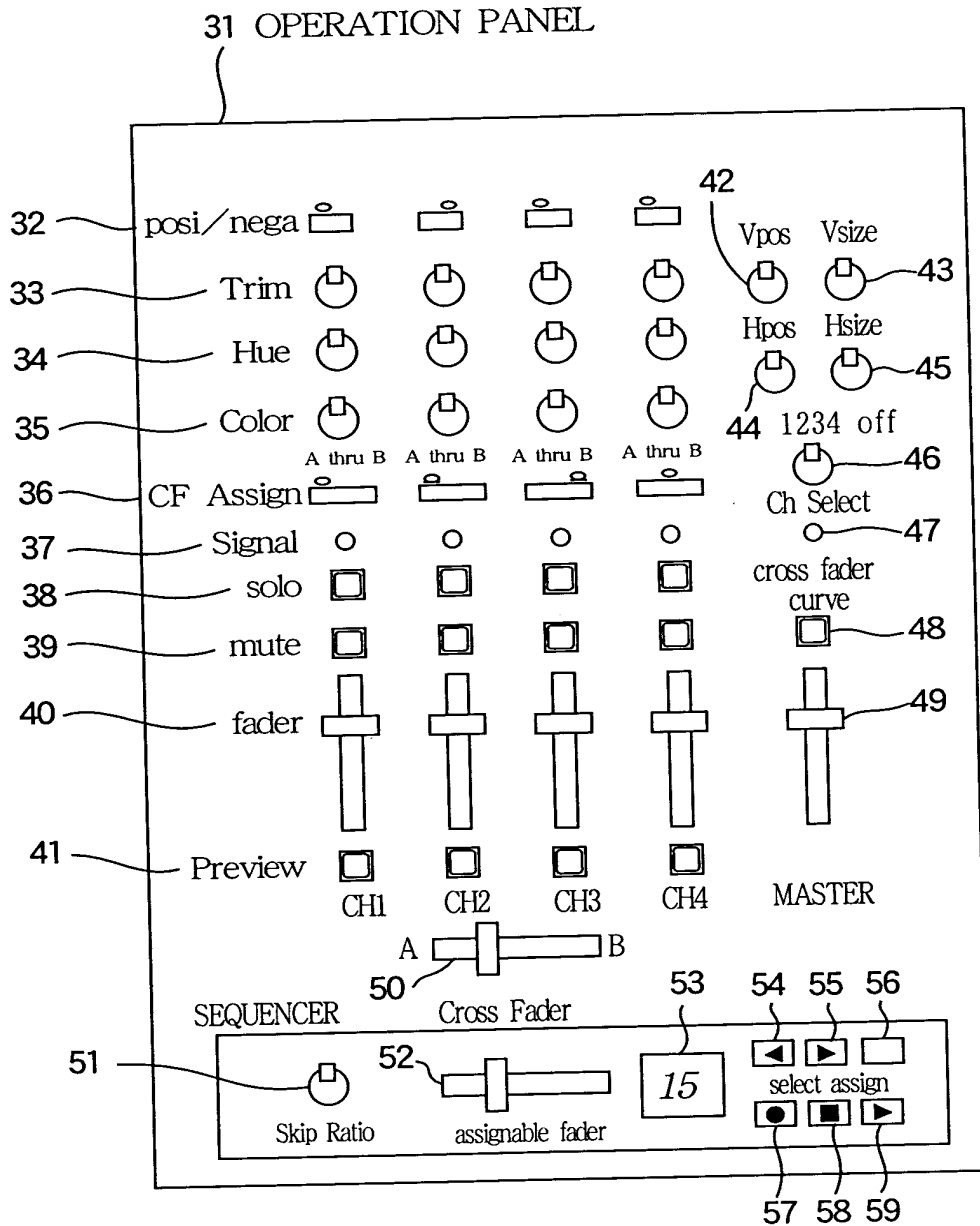 31 OPERATION PANEL
32 posi/nega
42
Vpos Vsize
33 Trim
43
34 Hue
Hpos Hsize
45
35 Color
44 1234 off
A thru B A thru B A thru B A thru B
46
36 CF Assign
Ch Select
37 Signal
47
38 solo
cross fader
curve
39 mute
48
40 fader
49
41 Preview
CH1 CH2 CH3 CH4 MASTER
A B
50
53 54 55 56
SEQUENCER Cross Fader
51 52
15
select assign
Skip Ratio assignable fader
57 58 59